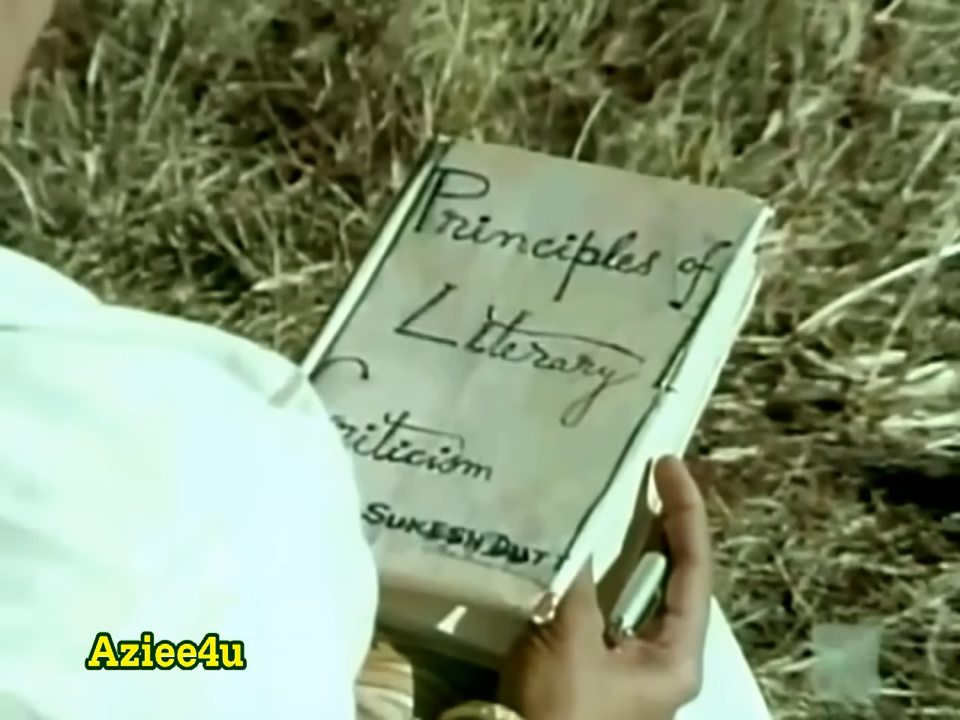 Principles of
Literary
Criticism
SUKESH DUTT
Aziee4u